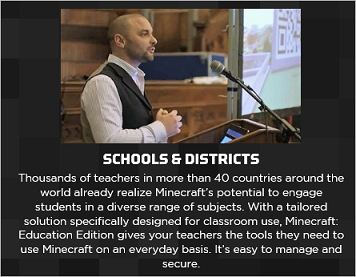 SCHOOLS & DISTRICTS
Thousands of teachers in more than 40 countries around the
world already realize Minecraft's potential to engage
students in a diverse range of subjects. With a tailored
solution specifically designed for classroom use, Minecraft:
Education Edition gives your teachers the tools they need to
use Minecraft on an everyday basis. It's easy to manage and
secure.